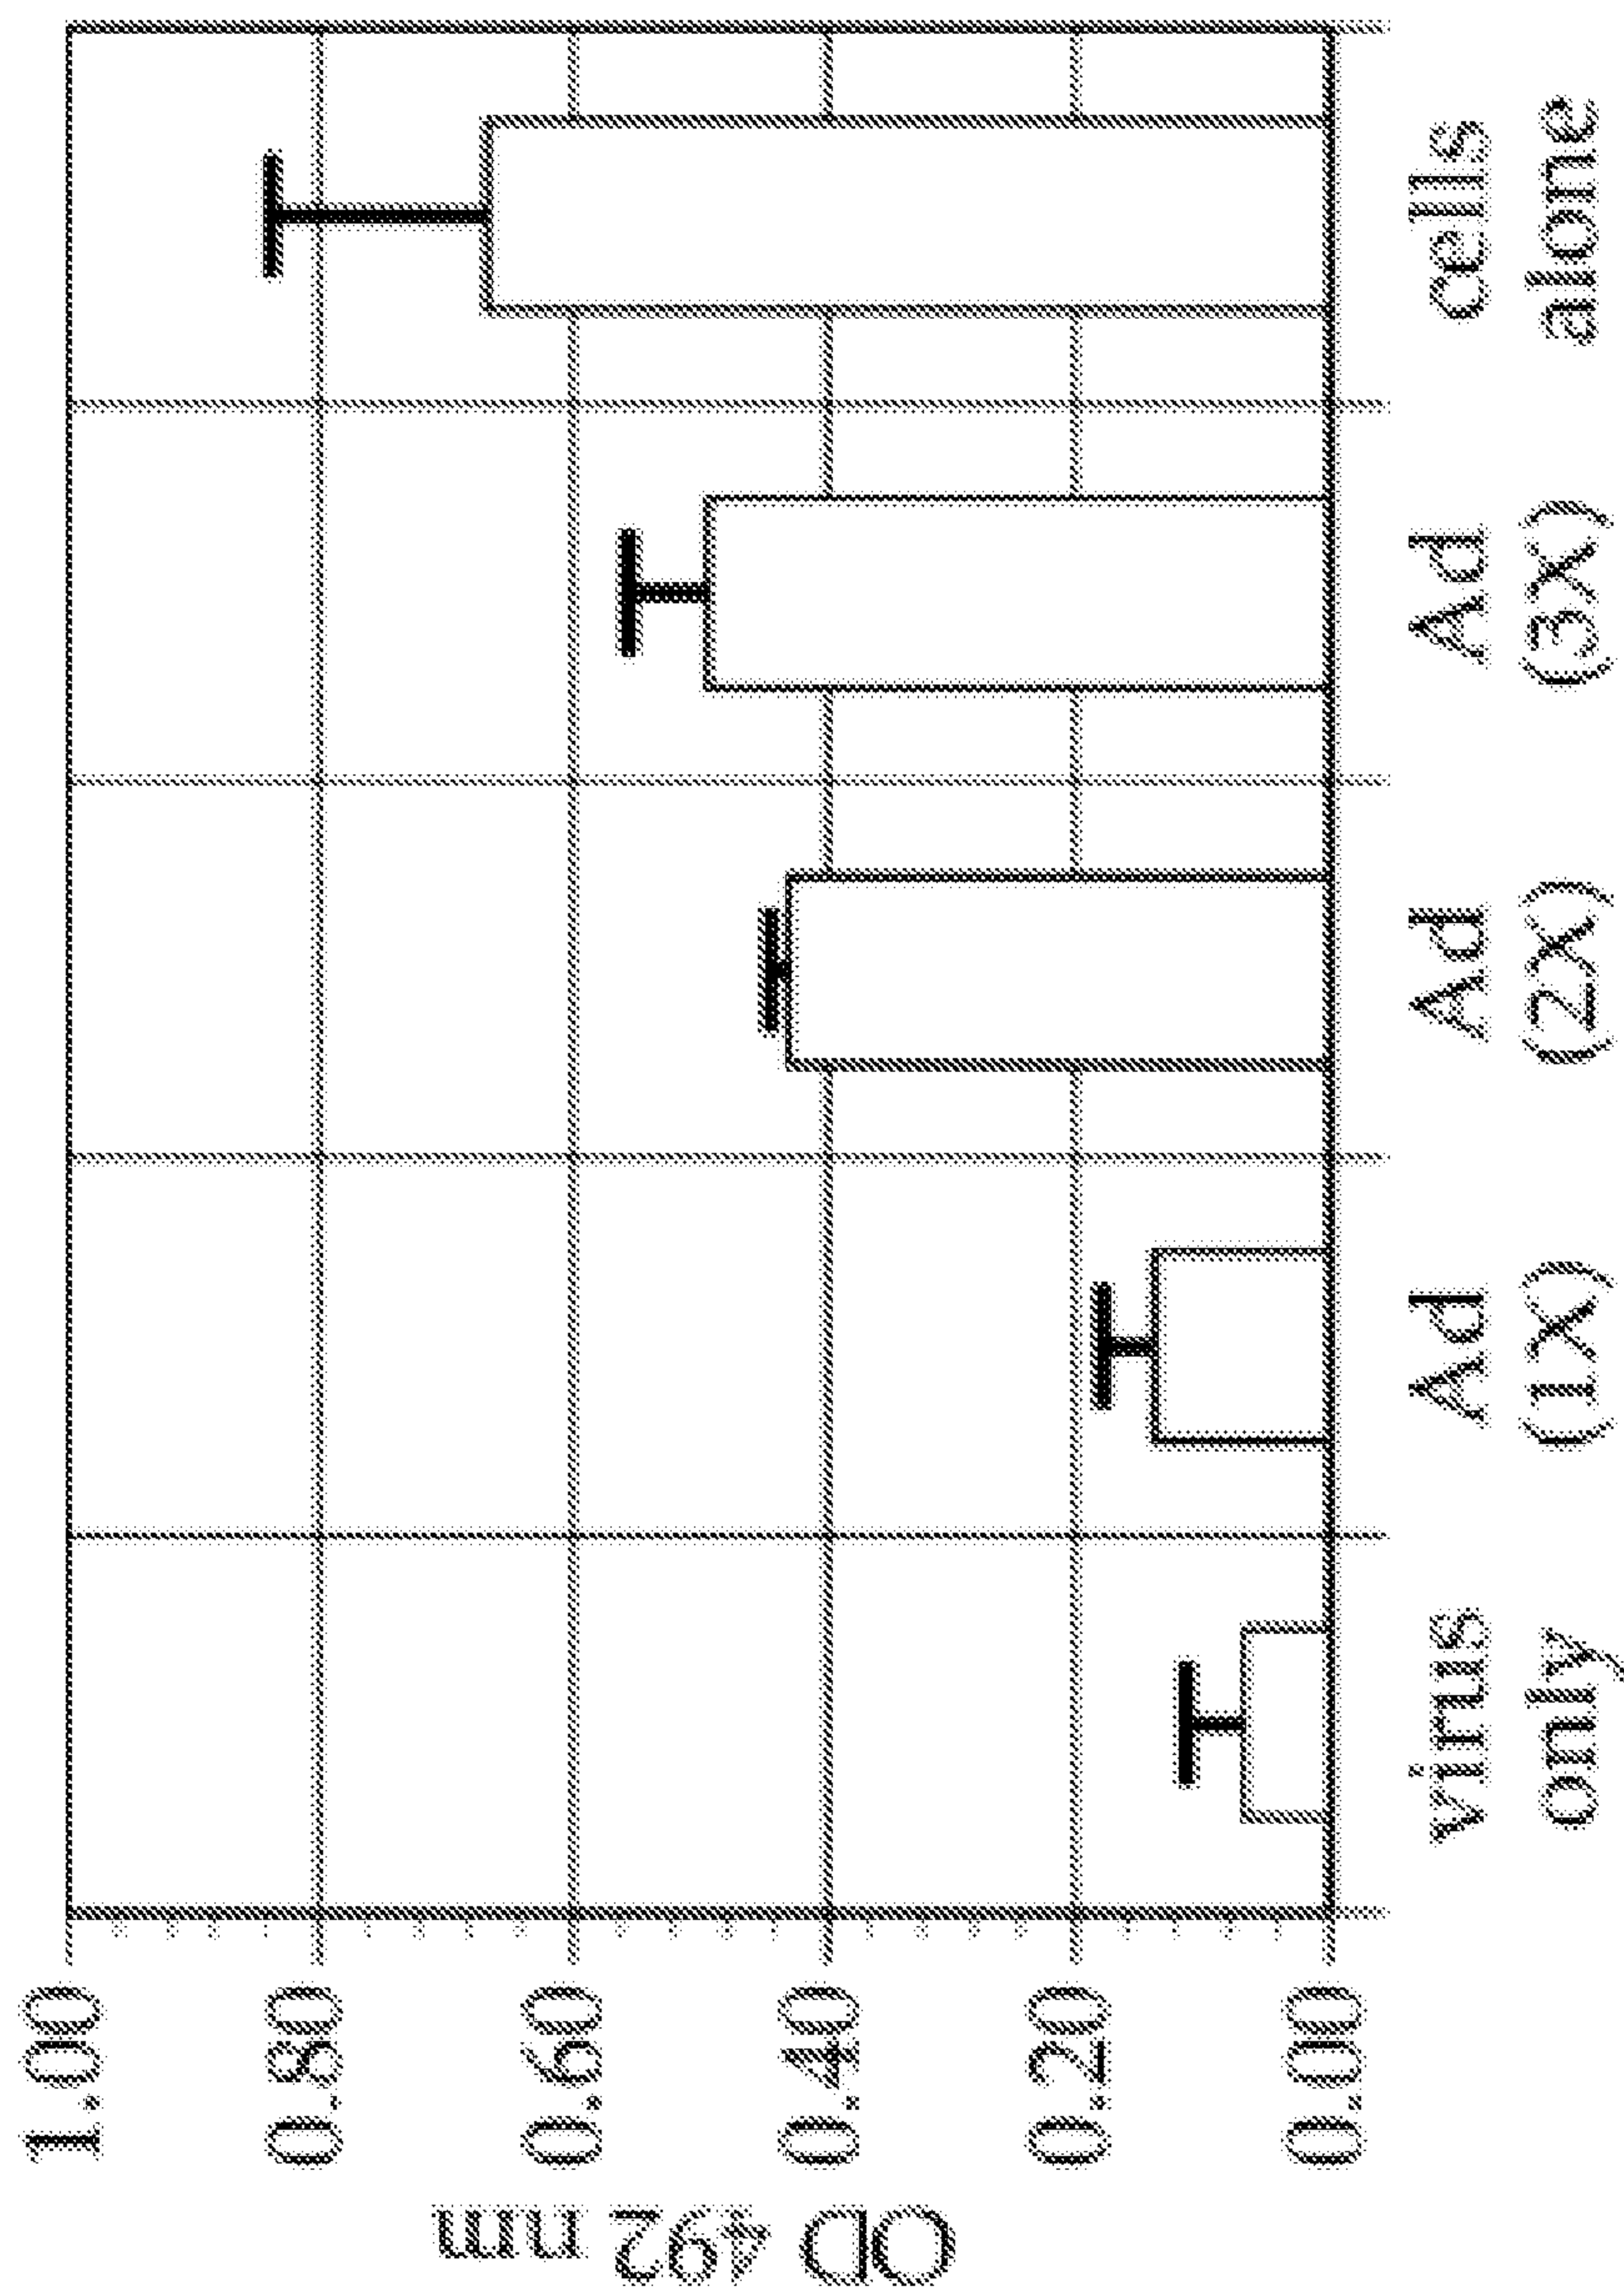 OD 492 nm
1.00
0.80
0.60
0.40
0.20
0.00
virus
only
Ad
(1X)
Ad
(2X)
Ad
(3X)
cells
alone